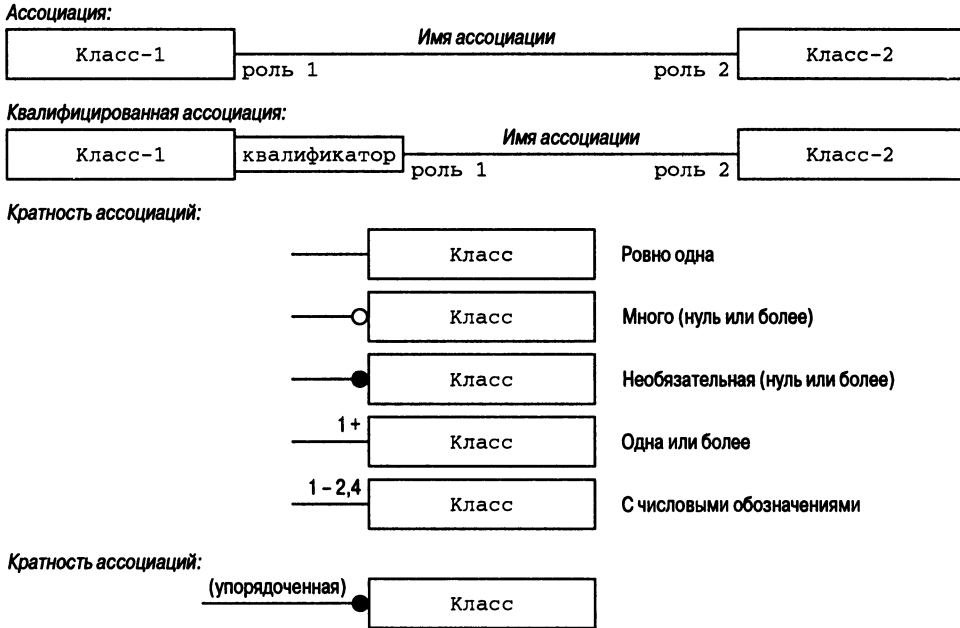 Ассоциация:
Класс-1
Имя ассоциации
Класс-2
роль 1
роль 2
Квалифицированная ассоциация:
Класс-1
квалификатор
Имя ассоциации
Класс-2
роль 1
роль 2
Кратность ассоциаций:
Класс
Ровно одна
Класс
Много (нуль или более)
Класс
Необязательная (нуль или более)
1 +
Класс
Одна или более
1 – 2,4
Класс
С числовыми обозначениями
Кратность ассоциаций:
(упорядоченная)
Класс